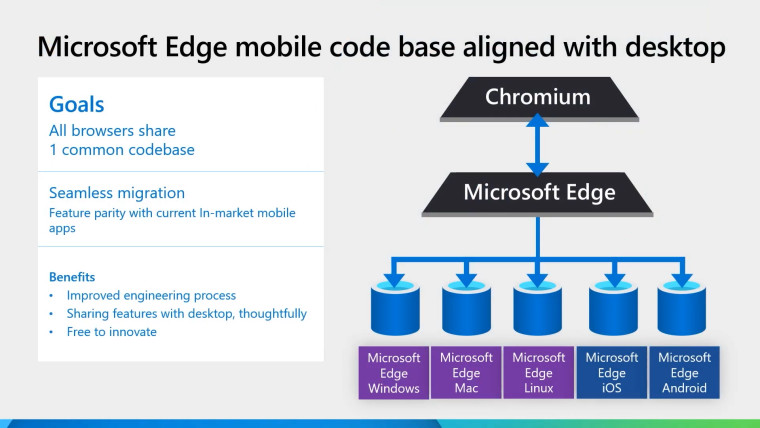 Microsoft Edge mobile code base aligned with desktop
Goals
All browsers share
1 common codebase
Seamless migration
Feature parity with current In-market mobile
apps
Benefits
• Improved engineering process
• Sharing features with desktop, thoughtfully
• Free to innovate
Chromium
Microsoft Edge
Microsoft
Edge
Windows
Microsoft
Edge
Mac
Microsoft
Edge
Linux
Microsoft
Edge
iOS
Microsoft
Edge
Android